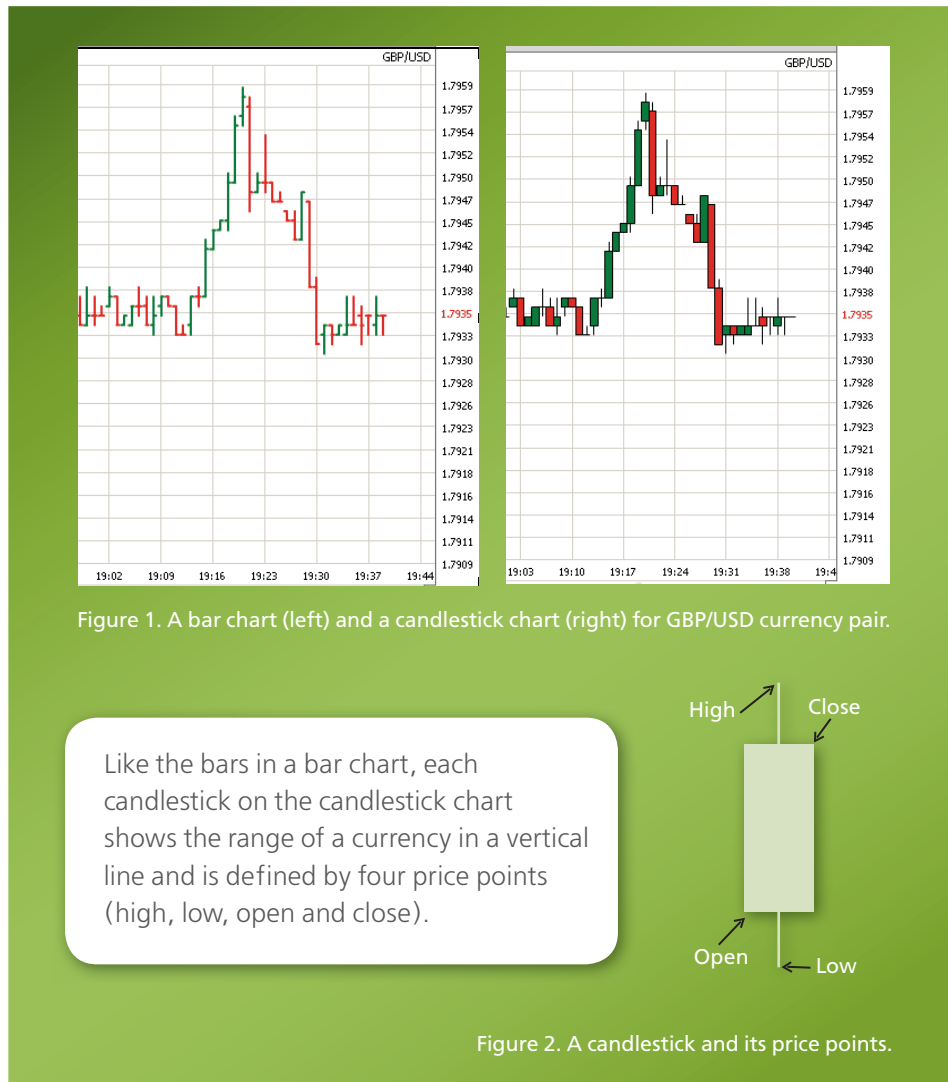 GBP/USD
1.7959
1.7957
1.7954
1.7952
1.7950
1.7947
1.7945
1.7942
1.7940
1.7938
1.7935
1.7933
1.7930
1.7928
1.7926
1.7923
1.7921
1.7918
1.7916
1.7914
1.7911
1.7909
19:02 19:09 19:16 19:23 19:30 19:37 19:44
GBP/USD
1.7959
1.7957
1.7954
1.7952
1.7950
1.7947
1.7945
1.7942
1.7940
1.7938
1.7935
1.7933
1.7930
1.7928
1.7926
1.7923
1.7921
1.7918
1.7916
1.7914
1.7911
1.7909
19:03 19:10 19:17 19:24 19:31 19:38 19:4
Figure 1. A bar chart (left) and a candlestick chart (right) for GBP/USD currency pair.
Like the bars in a bar chart, each
candlestick on the candlestick chart
shows the range of a currency in a vertical
line and is defined by four price points
(high, low, open and close).
High
Close
Open
Low
Figure 2. A candlestick and its price points.